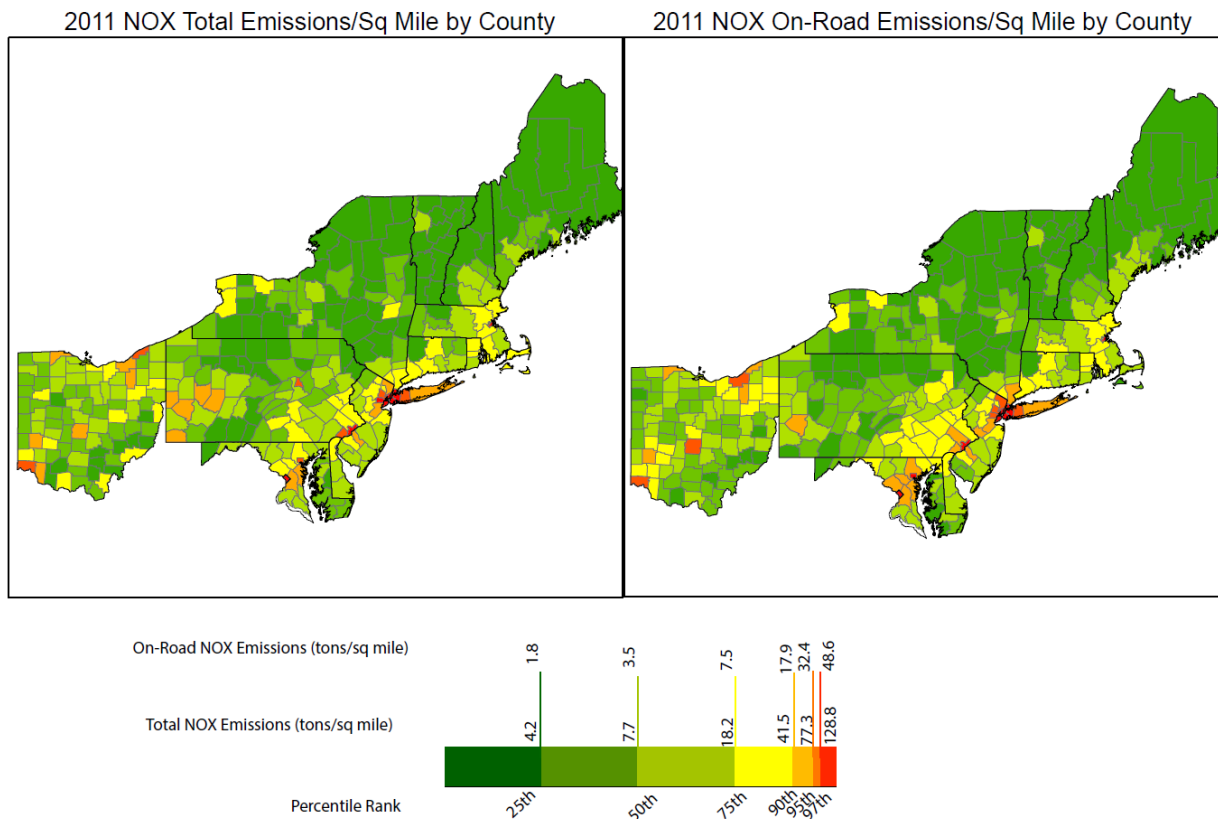 2011 NOX Total Emissions/Sq Mile by County
2011 NOX On-Road Emissions/Sq Mile by County
On-Road NOX Emissions (tons/sq mile)
1.8 3.5 7.5 17.9 32.4 48.6
Total NOX Emissions (tons/sq mile)
4.2 7.7 18.2 41.5 77.3 128.8
Percentile Rank
25th 50th 75th 90th 95th 97th